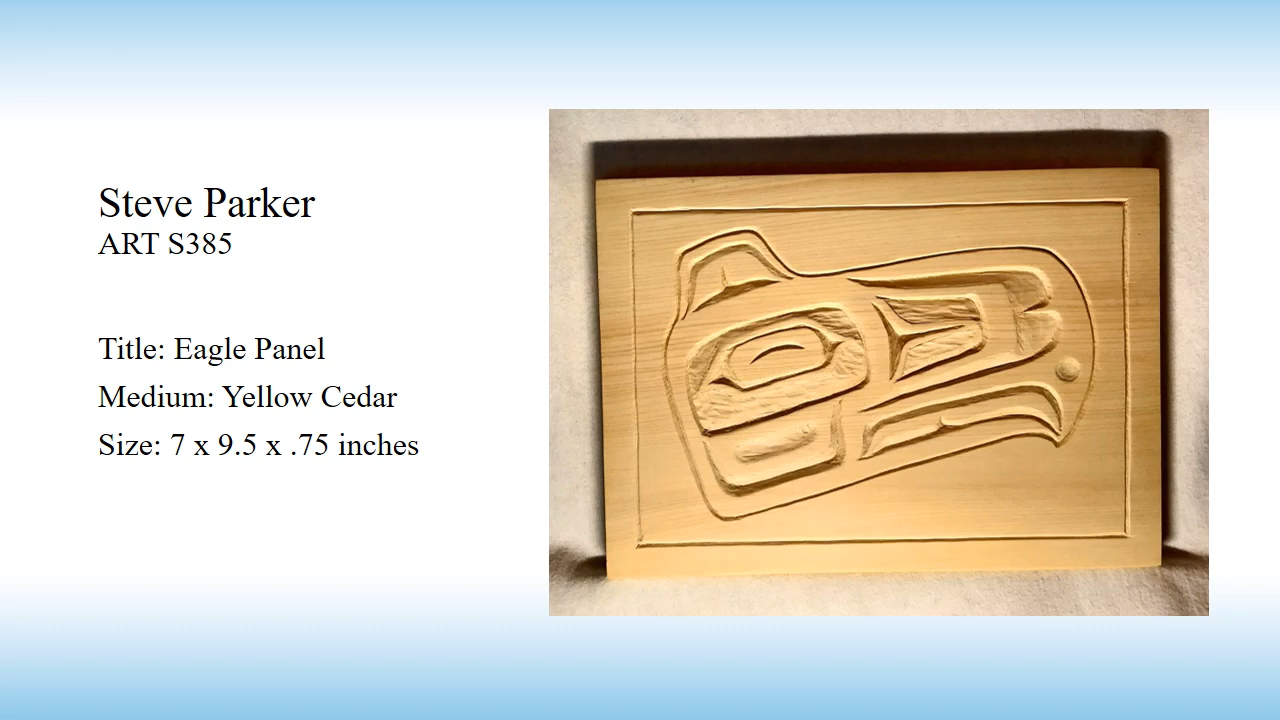 Steve Parker
ART S385
Title: Eagle Panel
Medium: Yellow Cedar
Size: 7 x 9.5 x .75 inches